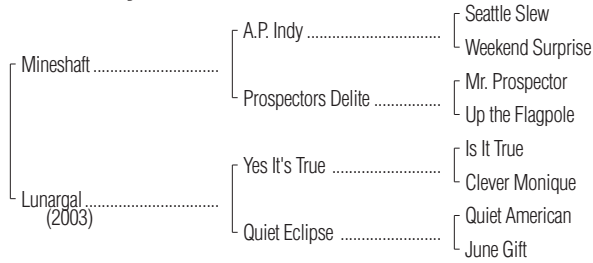 Seattle Slew
A.P. Indy ..............................
Weekend Surprise
Mineshaft ............................
Mr. Prospector
Prospectors Delite ...............
Up the Flagpole
Is It True
Yes It's True ........................
Clever Monique
Lunargal ..............................
(2003)
Quiet American
Quiet Eclipse ......................
June Gift